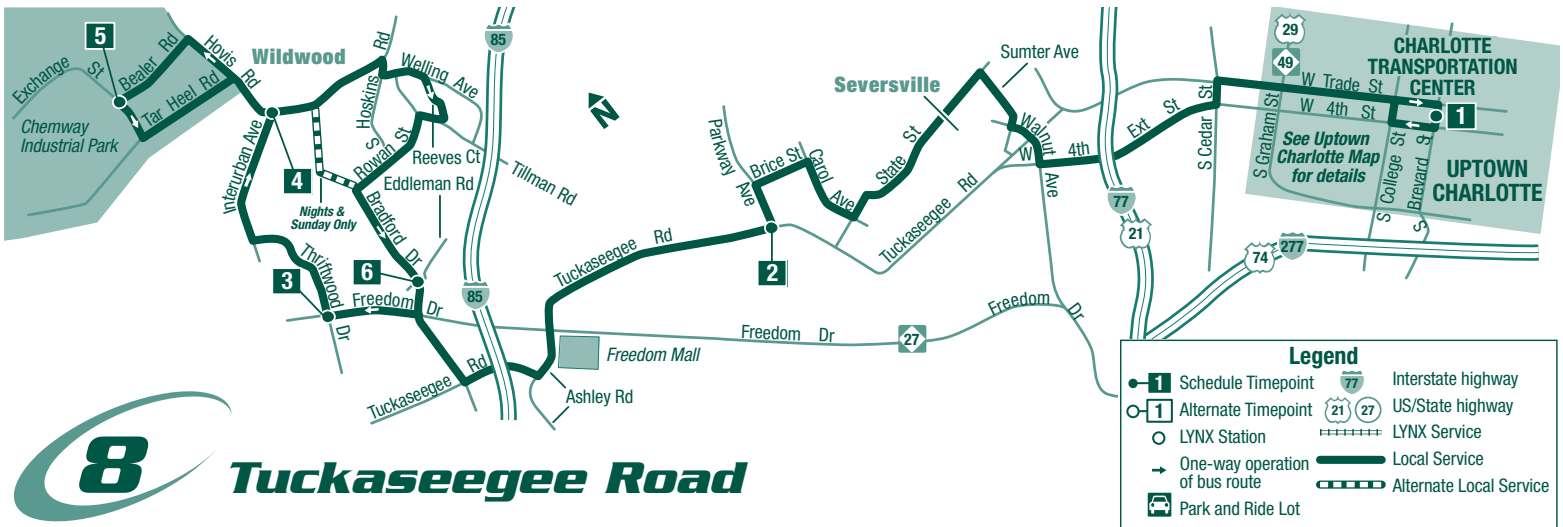 5
Exchange St
Bealer Rd
Hovis Rd
Tar Heel Rd
Chemway
Industrial Park
Wildwood
Hoskins Rd
S
Welling Ave
85
N
Interurban Ave
4
Nights &
Sunday Only
Rowan St
Reeves Ct
Eddleman Rd
Tillman Rd
Bradford Dr
Thriftwood Dr
3
6
Freedom Dr
85
Tuckaseegee Rd
Ashley Rd
Freedom Mall
Tuckaseegee Rd
Freedom Dr
27
Freedom Dr
2
Parkway Ave
Brice St
Carol Ave
State St
Seversville
Sumter Ave
Tuckaseegee Rd
Walnut Ave
W 4th St Ext
77
21
S Cedar St
29
49
W Trade St
W 4th St
S Graham St
CHARLOTTE
TRANSPORTATION
CENTER
1
See Uptown
Charlotte Map
for details
S College St
S Brevard St
UPTOWN
CHARLOTTE
74
277
Legend
1 Schedule Timepoint
1 Alternate Timepoint
LYNX Station
One-way operation
of bus route
Park and Ride Lot
77 Interstate highway
21 27 US/State highway
LYNX Service
Local Service
Alternate Local Service
8 Tuckaseegee Road